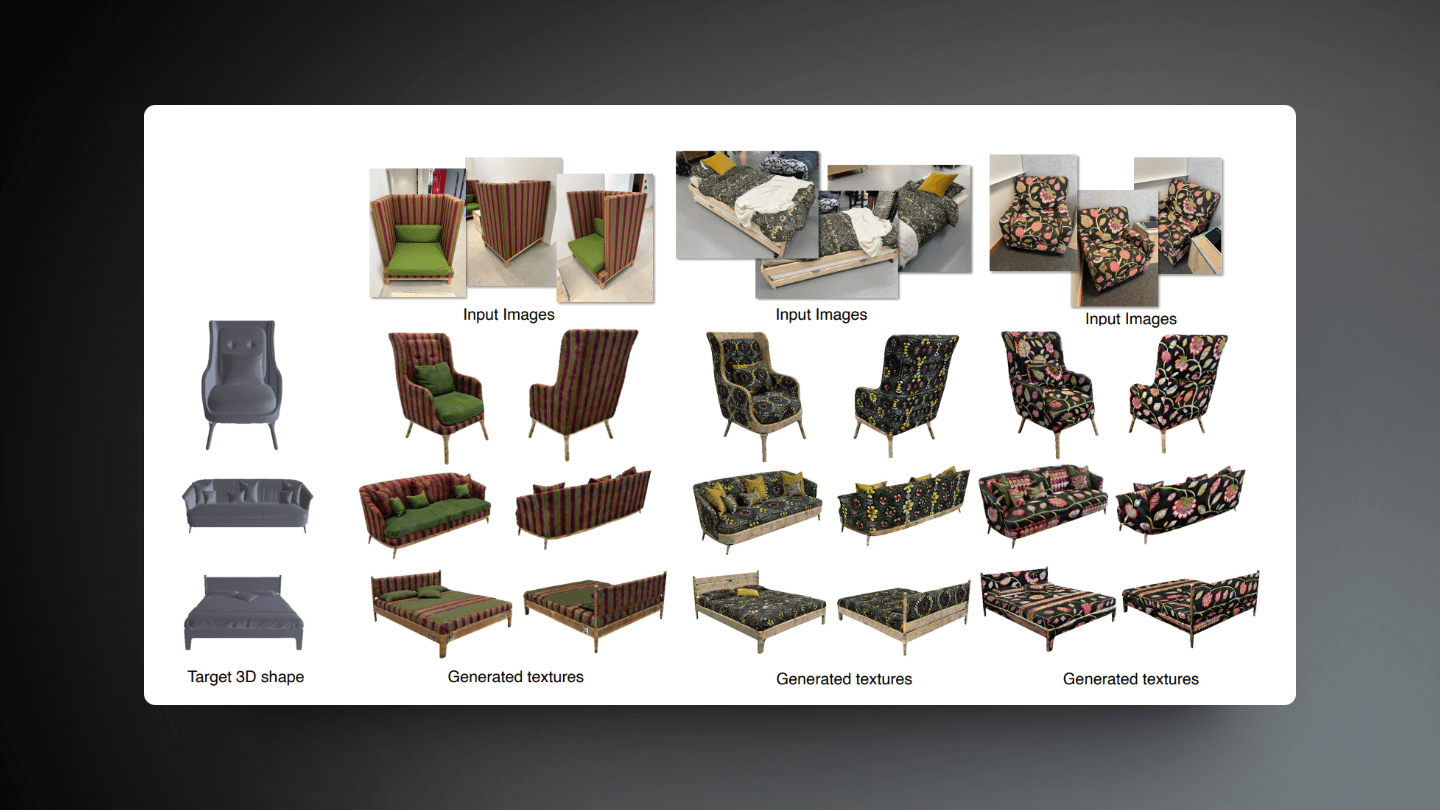 Input Images
Input Images
Input Images
Target 3D shape
Generated textures
Generated textures
Generated textures